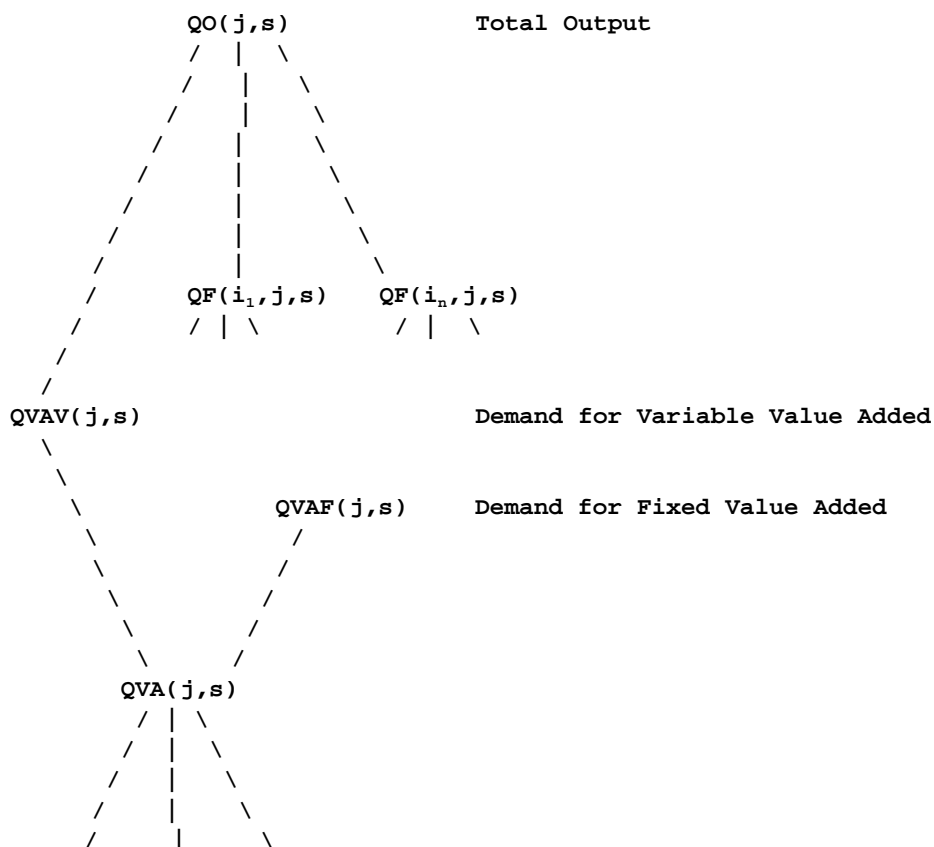 QO(j,s) Total Output
QF(i₁,j,s) QF(iₙ,j,s)
QVAV(j,s) Demand for Variable Value Added
QVAF(j,s) Demand for Fixed Value Added
QVA(j,s)